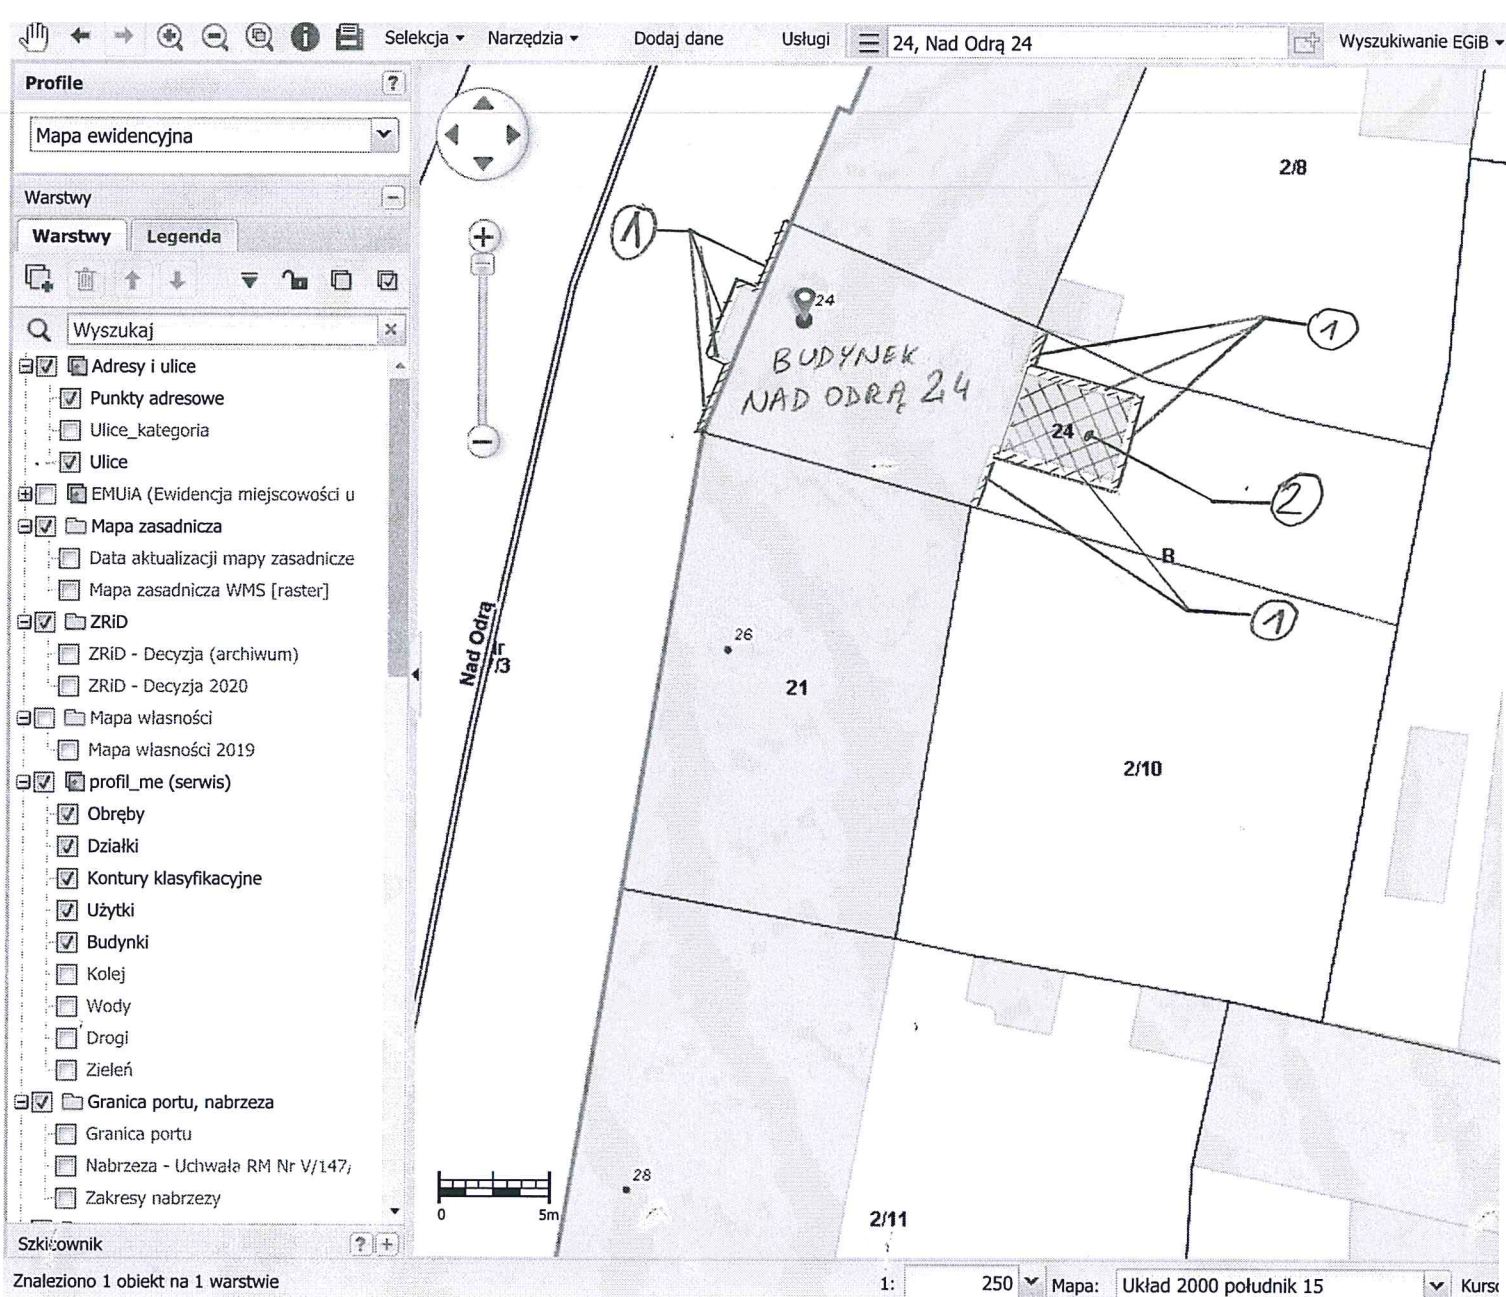 Selekcja Narzędzia Dodaj dane Usługi 24, Nad Odrą 24 Wyszukiwanie EGiB
Profile ?
Mapa ewidencyjna
Warstwy
Warstwy Legenda
Wyszukaj
Adresy i ulice
Punkty adresowe
Ulice_kategoria
Ulice
EMUiA (Ewidencja miejscowości u
Mapa zasadnicza
Data aktualizacji mapy zasadnicze
Mapa zasadnicza WMS [raster]
ZRiD
ZRiD - Decyzja (archiwum)
ZRiD - Decyzja 2020
Mapa własności
Mapa własności 2019
profil_me (serwis)
Obręby
Działki
Kontury klasyfikacyjne
Użytki
Budynki
Kolej
Wody
Drogi
Zieleń
Granica portu, nabrzeza
Granica portu
Nabrzeza - Uchwała RM Nr V/147/
Zakresy nabrzezy
Szkicownik ? +
Znaleziono 1 obiekt na 1 warstwie
2/8
1
24
1
BUDYNEK
NAD ODRĄ 24
24
2
B
1
Nad Odrą
/3
26
21
2/10
28
2/11
0 5m
1: 250 Mapa: Układ 2000 południk 15 Kurso